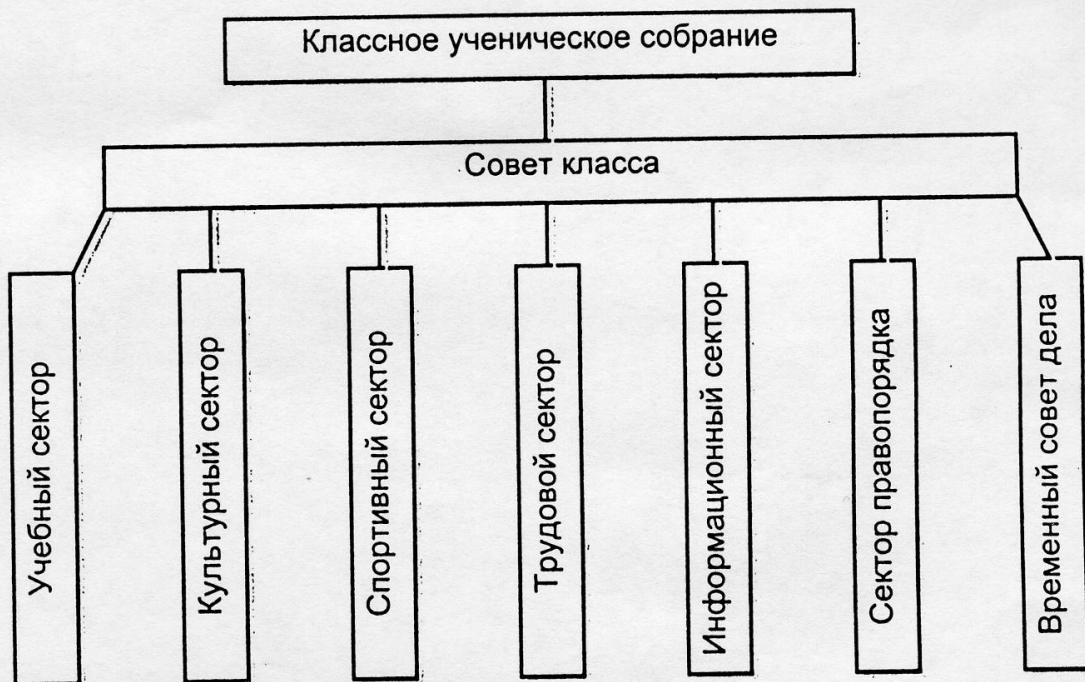 Классное ученическое собрание
Совет класса
Учебный сектор
Культурный сектор
Спортивный сектор
Трудовой сектор
Информационный сектор
Сектор правопорядка
Временный совет дела